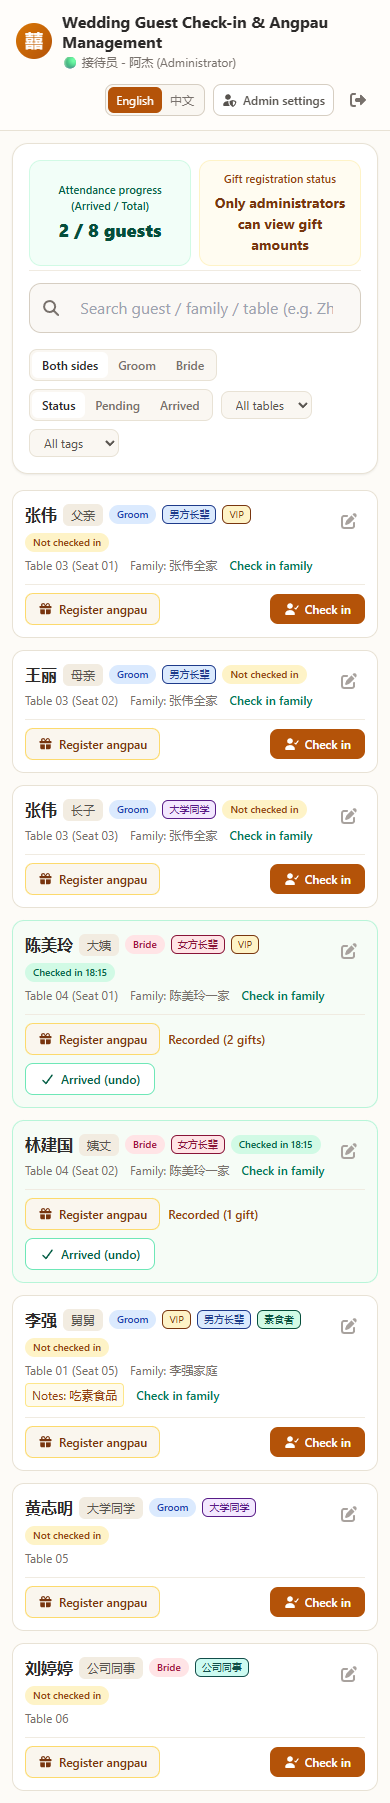 囍
Wedding Guest Check-in & Angpau
Management
接待员 - 阿杰 (Administrator)
English 中文 Admin settings
Attendance progress
(Arrived / Total)
2 / 8 guests
Gift registration status
Only administrators
can view gift
amounts
Search guest / family / table (e.g. Zh
Both sides Groom Bride
Status Pending Arrived All tables
All tags
张伟 父亲 Groom 男方长辈 VIP
Not checked in
Table 03 (Seat 01) Family: 张伟全家 Check in family
Register angpau Check in
王丽 母亲 Groom 男方长辈 Not checked in
Table 03 (Seat 02) Family: 张伟全家 Check in family
Register angpau Check in
张伟 长子 Groom 大学同学 Not checked in
Table 03 (Seat 03) Family: 张伟全家 Check in family
Register angpau Check in
陈美玲 大姨 Bride 女方长辈 VIP
Checked in 18:15
Table 04 (Seat 01) Family: 陈美玲一家 Check in family
Register angpau Recorded (2 gifts)
Arrived (undo)
林建国 姨丈 Bride 女方长辈 Checked in 18:15
Table 04 (Seat 02) Family: 陈美玲一家 Check in family
Register angpau Recorded (1 gift)
Arrived (undo)
李强 舅舅 Groom VIP 男方长辈 素食者
Not checked in
Table 01 (Seat 05) Family: 李强家庭
Notes: 吃素食品 Check in family
Register angpau Check in
黄志明 大学同学 Groom 大学同学
Not checked in
Table 05
Register angpau Check in
刘婷婷 公司同事 Bride 公司同事
Not checked in
Table 06
Register angpau Check in